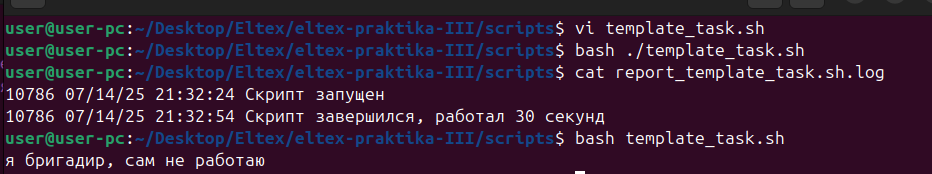 user@user-pc:~/Desktop/Eltex/eltex-praktika-III/scripts$ vi template_task.sh
user@user-pc:~/Desktop/Eltex/eltex-praktika-III/scripts$ bash ./template_task.sh
user@user-pc:~/Desktop/Eltex/eltex-praktika-III/scripts$ cat report_template_task.sh.log
10786 07/14/25 21:32:24 Скрипт запущен
10786 07/14/25 21:32:54 Скрипт завершился, работал 30 секунд
user@user-pc:~/Desktop/Eltex/eltex-praktika-III/scripts$ bash template_task.sh
я бригадир, сам не работаю